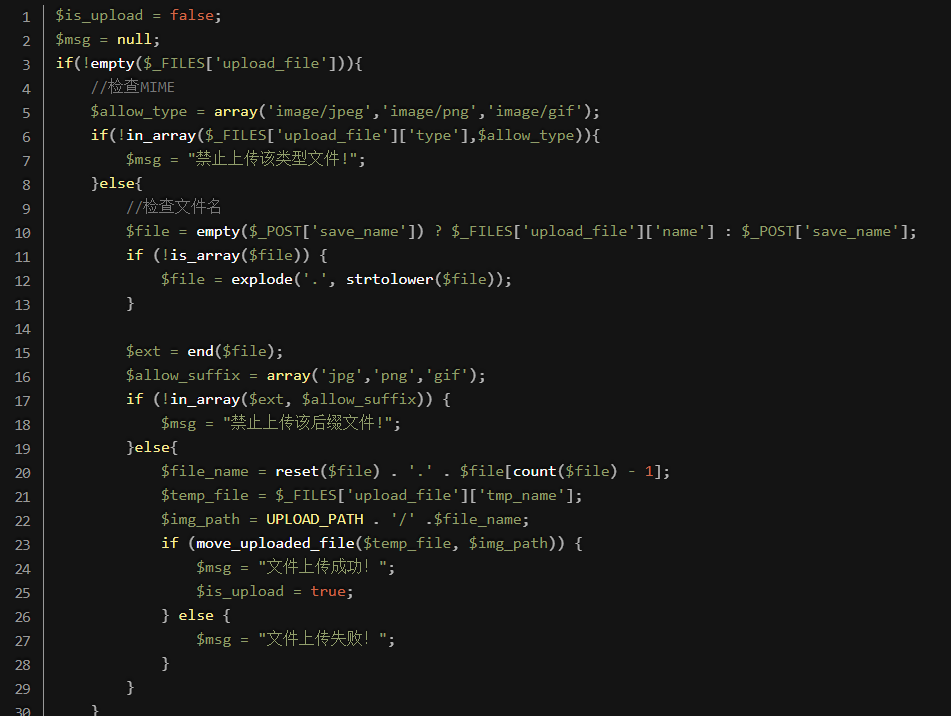 1 $is_upload = false;
2 $msg = null;
3 if(!empty($_FILES['upload_file'])){
4     //检查MIME
5     $allow_type = array('image/jpeg','image/png','image/gif');
6     if(!in_array($_FILES['upload_file']['type'],$allow_type)){
7         $msg = "禁止上传该类型文件!";
8     }else{
9         //检查文件名
10         $file = empty($_POST['save_name']) ? $_FILES['upload_file']['name'] : $_POST['save_name'];
11         if (!is_array($file)) {
12             $file = explode('.', strtolower($file));
13         }
14
15         $ext = end($file);
16         $allow_suffix = array('jpg','png','gif');
17         if (!in_array($ext, $allow_suffix)) {
18             $msg = "禁止上传该后缀文件!";
19         }else{
20             $file_name = reset($file) . '.' . $file[count($file) - 1];
21             $temp_file = $_FILES['upload_file']['tmp_name'];
22             $img_path = UPLOAD_PATH . '/' .$file_name;
23             if (move_uploaded_file($temp_file, $img_path)) {
24                 $msg = "文件上传成功！";
25                 $is_upload = true;
26             } else {
27                 $msg = "文件上传失败！";
28             }
29         }
30     }